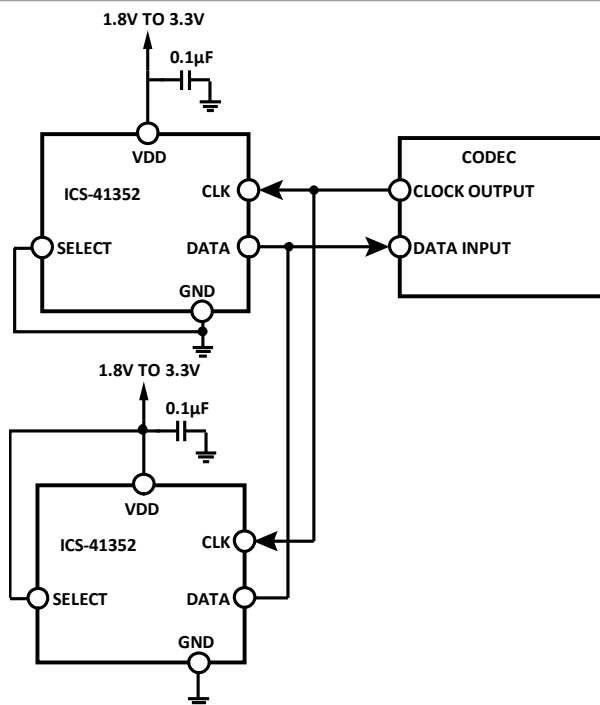 1.8V TO 3.3V
0.1µF
VDD
CODEC
ICS-41352
CLK
CLOCK OUTPUT
SELECT
DATA
DATA INPUT
GND
1.8V TO 3.3V
0.1µF
VDD
ICS-41352
CLK
SELECT
DATA
GND